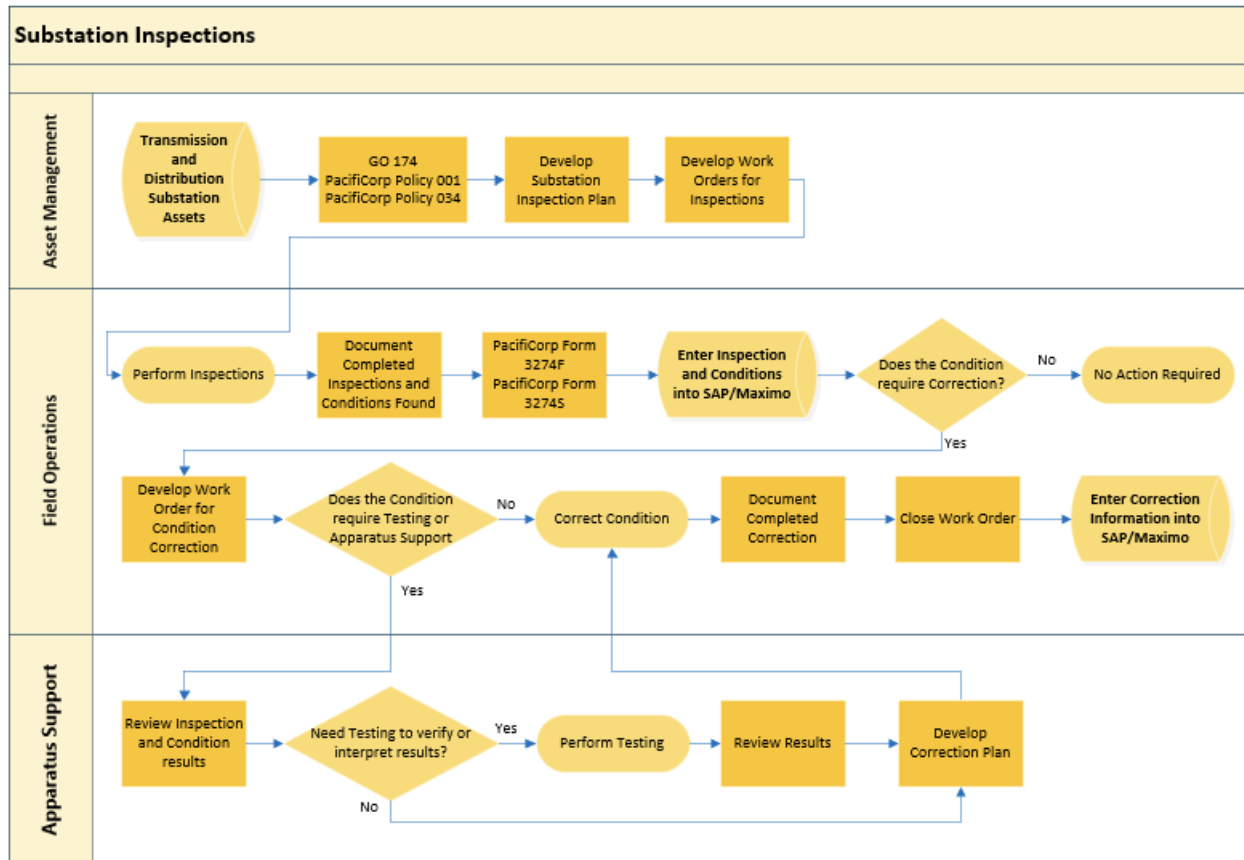 Substation Inspections
Asset Management
Transmission
and
Distribution
Substation
Assets
GO 174
PacifiCorp Policy 001
PacifiCorp Policy 034
Develop
Substation
Inspection Plan
Develop Work
Orders for
Inspections
Field Operations
Perform Inspections
Document
Completed
Inspections and
Conditions Found
PacifiCorp Form
3274F
PacifiCorp Form
3274S
Enter Inspection
and Conditions
into SAP/Maximo
Does the Condition
require Correction?
No
No Action Required
Yes
Develop Work
Order for
Condition
Correction
Does the Condition
require Testing or
Apparatus Support
No
Correct Condition
Document
Completed
Correction
Close Work Order
Enter Correction
Information into
SAP/Maximo
Yes
Apparatus Support
Review Inspection
and Condition
results
Need Testing to verify or
interpret results?
Yes
Perform Testing
Review Results
Develop
Correction Plan
No